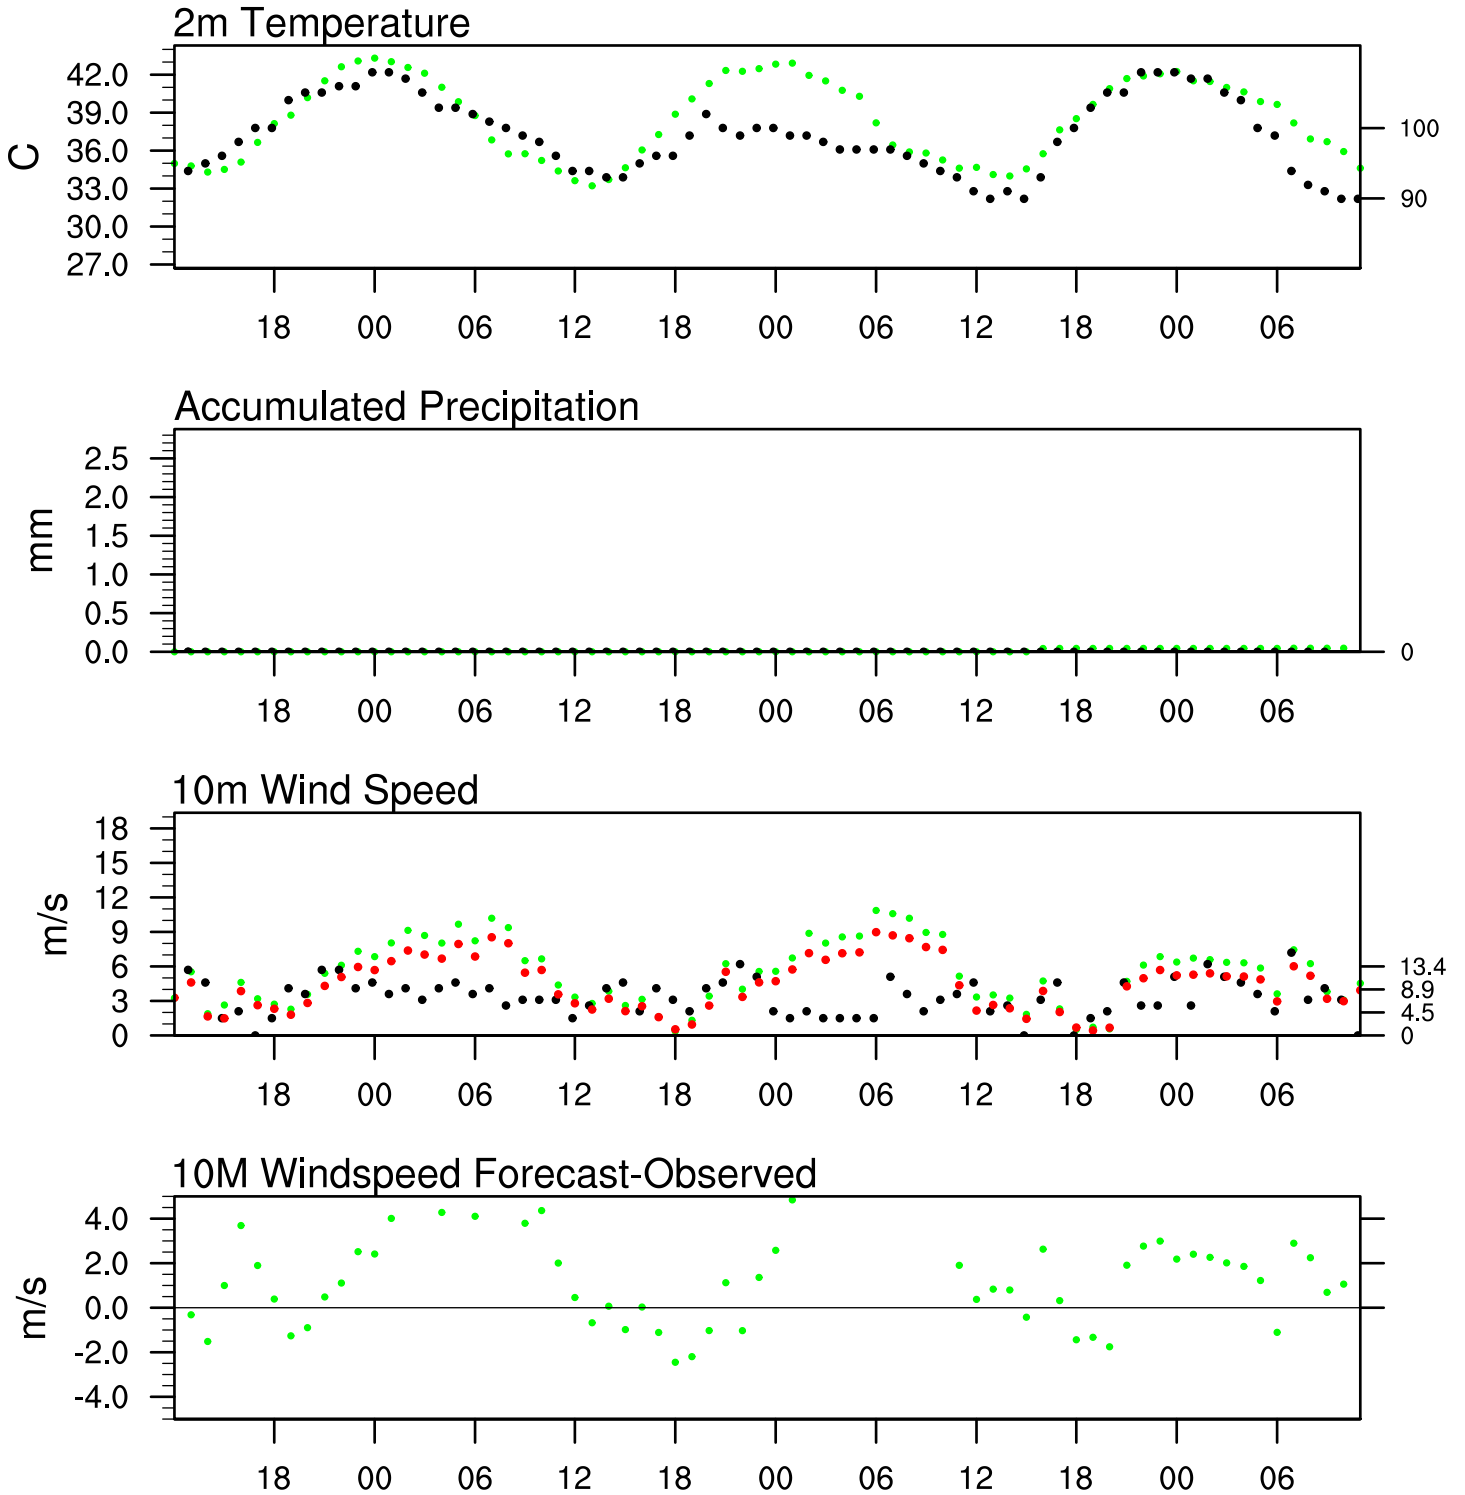 2m Temperature
42.0
39.0
36.0
33.0
30.0
27.0
C
100
90
18 00 06 12 18 00 06 12 18 00 06
Accumulated Precipitation
2.5
2.0
1.5
1.0
0.5
0.0
mm
0
18 00 06 12 18 00 06 12 18 00 06
10m Wind Speed
18
15
12
9
6
3
0
m/s
13.4
8.9
4.5
0
18 00 06 12 18 00 06 12 18 00 06
10M Windspeed Forecast-Observed
4.0
2.0
0.0
-2.0
-4.0
m/s
18 00 06 12 18 00 06 12 18 00 06